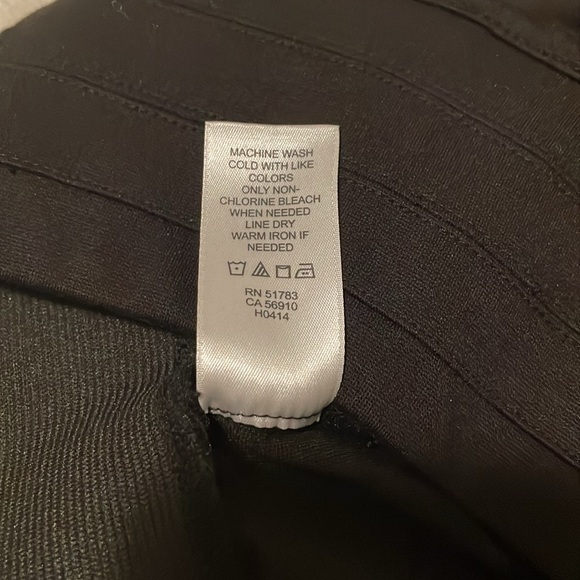 MACHINE WASH
COLD WITH LIKE
COLORS
ONLY NON-
CHLORINE BLEACH
WHEN NEEDED
LINE DRY
WARM IRON IF
NEEDED
RN 51783
CA 56910
H0414